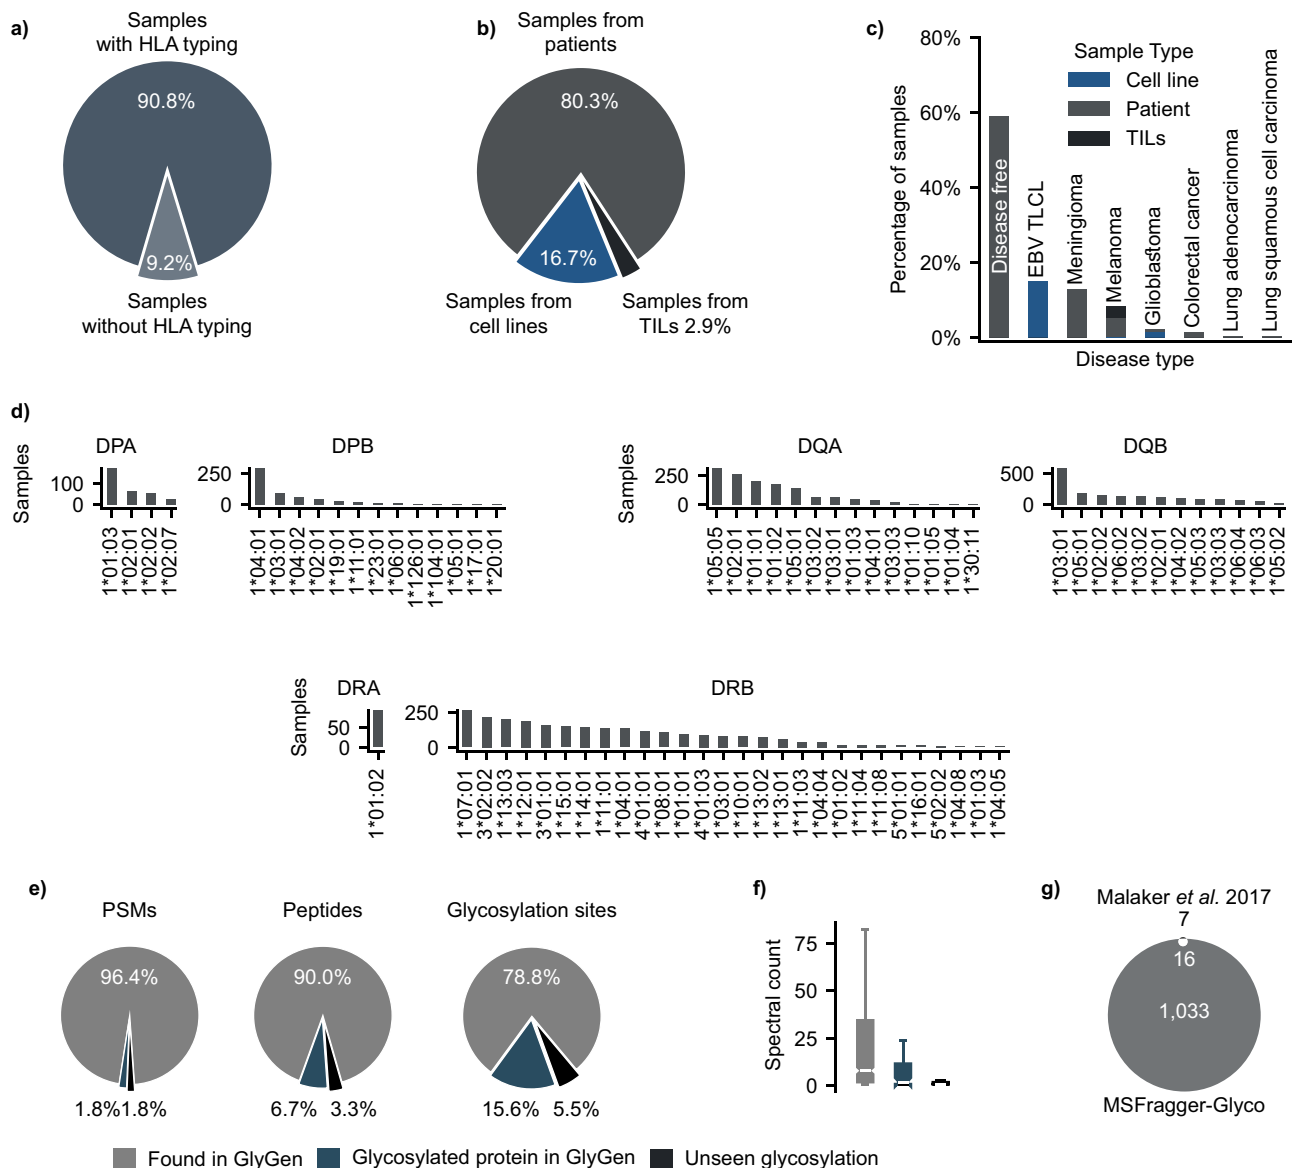 a)
Samples
with HLA typing
90.8%
9.2%
Samples
without HLA typing
b)
Samples from
patients
80.3%
16.7%
Samples from
cell lines
Samples from
TILs 2.9%
c)
Percentage of samples
80%
60%
40%
20%
0%
Sample Type
Cell line
Patient
TILs
Disease free
EBV TLCL
Meningioma
Melanoma
Glioblastoma
Colorectal cancer
Lung adenocarcinoma
Lung squamous cell carcinoma
Disease type
d)
DPA
Samples
100
0
1*01:03
1*02:01
1*02:02
1*02:07
DPB
250
0
1*04:01
1*03:01
1*04:02
1*02:01
1*19:01
1*11:01
1*23:01
1*06:01
1*126:01
1*104:01
1*05:01
1*17:01
1*20:01
DQA
Samples
250
0
1*05:05
1*02:01
1*01:01
1*01:02
1*05:01
1*03:02
1*03:01
1*01:03
1*04:01
1*03:03
1*01:10
1*01:05
1*01:04
1*30:11
DQB
500
0
1*03:01
1*05:01
1*02:02
1*06:02
1*03:02
1*02:01
1*04:02
1*05:03
1*03:03
1*06:04
1*06:03
1*05:02
DRA
Samples
50
0
1*01:02
DRB
250
0
1*07:01
3*02:02
1*13:03
1*12:01
3*01:01
1*15:01
1*14:01
1*11:01
1*04:01
4*01:01
1*08:01
1*01:01
4*01:03
1*03:01
1*10:01
1*13:02
1*13:01
1*11:03
1*04:04
1*01:02
1*11:04
1*11:08
5*01:01
1*16:01
5*02:02
1*04:08
1*01:03
1*04:05
e)
PSMs
96.4%
1.8%
1.8%
Peptides
90.0%
6.7%
3.3%
Glycosylation sites
78.8%
15.6%
5.5%
Found in GlyGen
Glycosylated protein in GlyGen
Unseen glycosylation
f)
Spectral count
75
50
25
0
g)
Malaker et al. 2017
7
16
1,033
MSFragger-Glyco